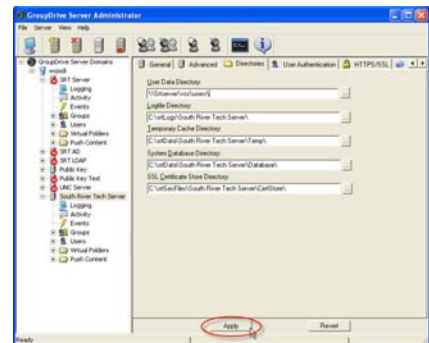 GroupDrive Server Administrator
File Server View Help
GroupDrive Server Domains
SRT Server
Logging
Activity
Events
Groups
Users
Virtual Folders
Push Content
SRT AD
SRT LDAP
Public Key
Public Key Test
UNC Server
South River Tech Server
Logging
Activity
Events
Groups
Users
Virtual Folders
Push Content
General Advanced Directories User Authentication HTTPS/SSL
User Data Directory:
Logfile Directory:
C:\srtLogs\South River Tech Server\
Temporary Cache Directory:
C:\srtData\South River Tech Server\Temp\
System Database Directory:
C:\srtData\South River Tech Server\Database\
SSL Certificate Store Directory:
C:\srtSecFiles\South River Tech Server\CertStore\
Apply Revert
Ready